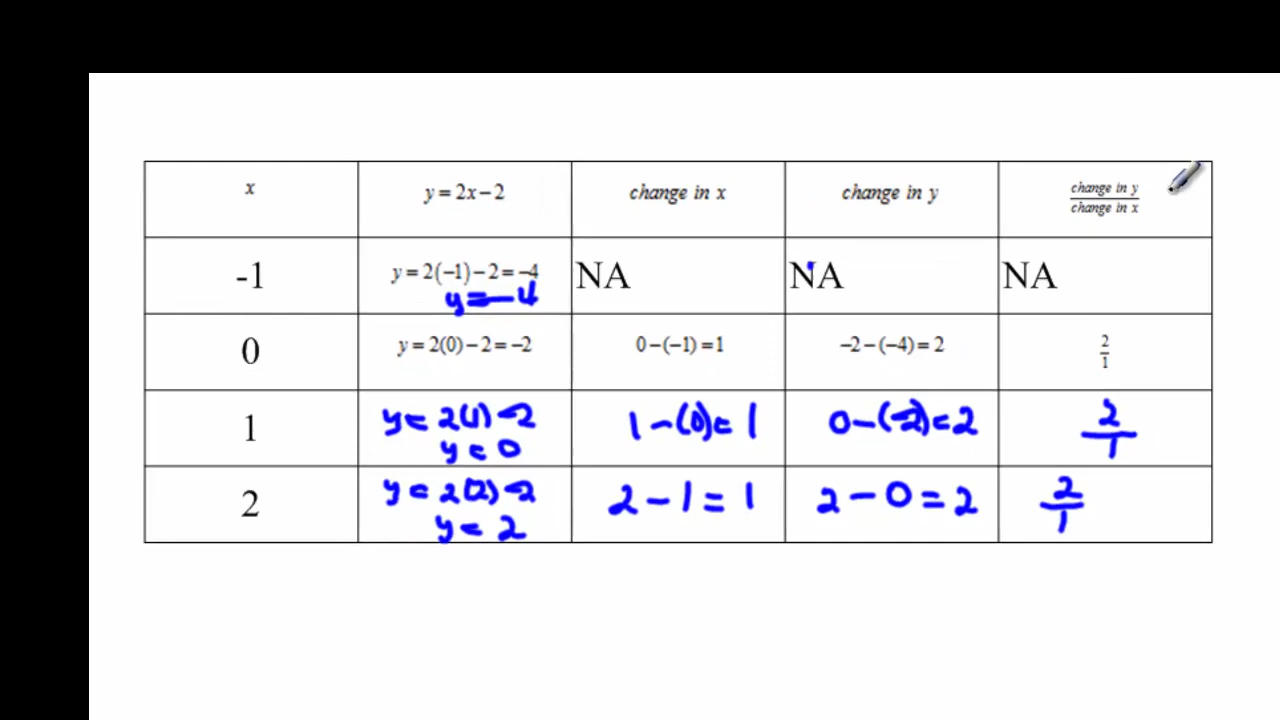 x y = 2x – 2 change in x change in y change in y / change in x
-1 y = 2(–1) – 2 = –4 NA NA NA
y = –4
0 y = 2(0) – 2 = –2 0 – (–1) = 1 –2 – (–4) = 2 2/1
1 y = 2(1) – 2 1 – (0) = 1 0 – (–2) = 2 2/1
y = 0
2 y = 2(2) – 2 2 – 1 = 1 2 – 0 = 2 2/1
y = 2